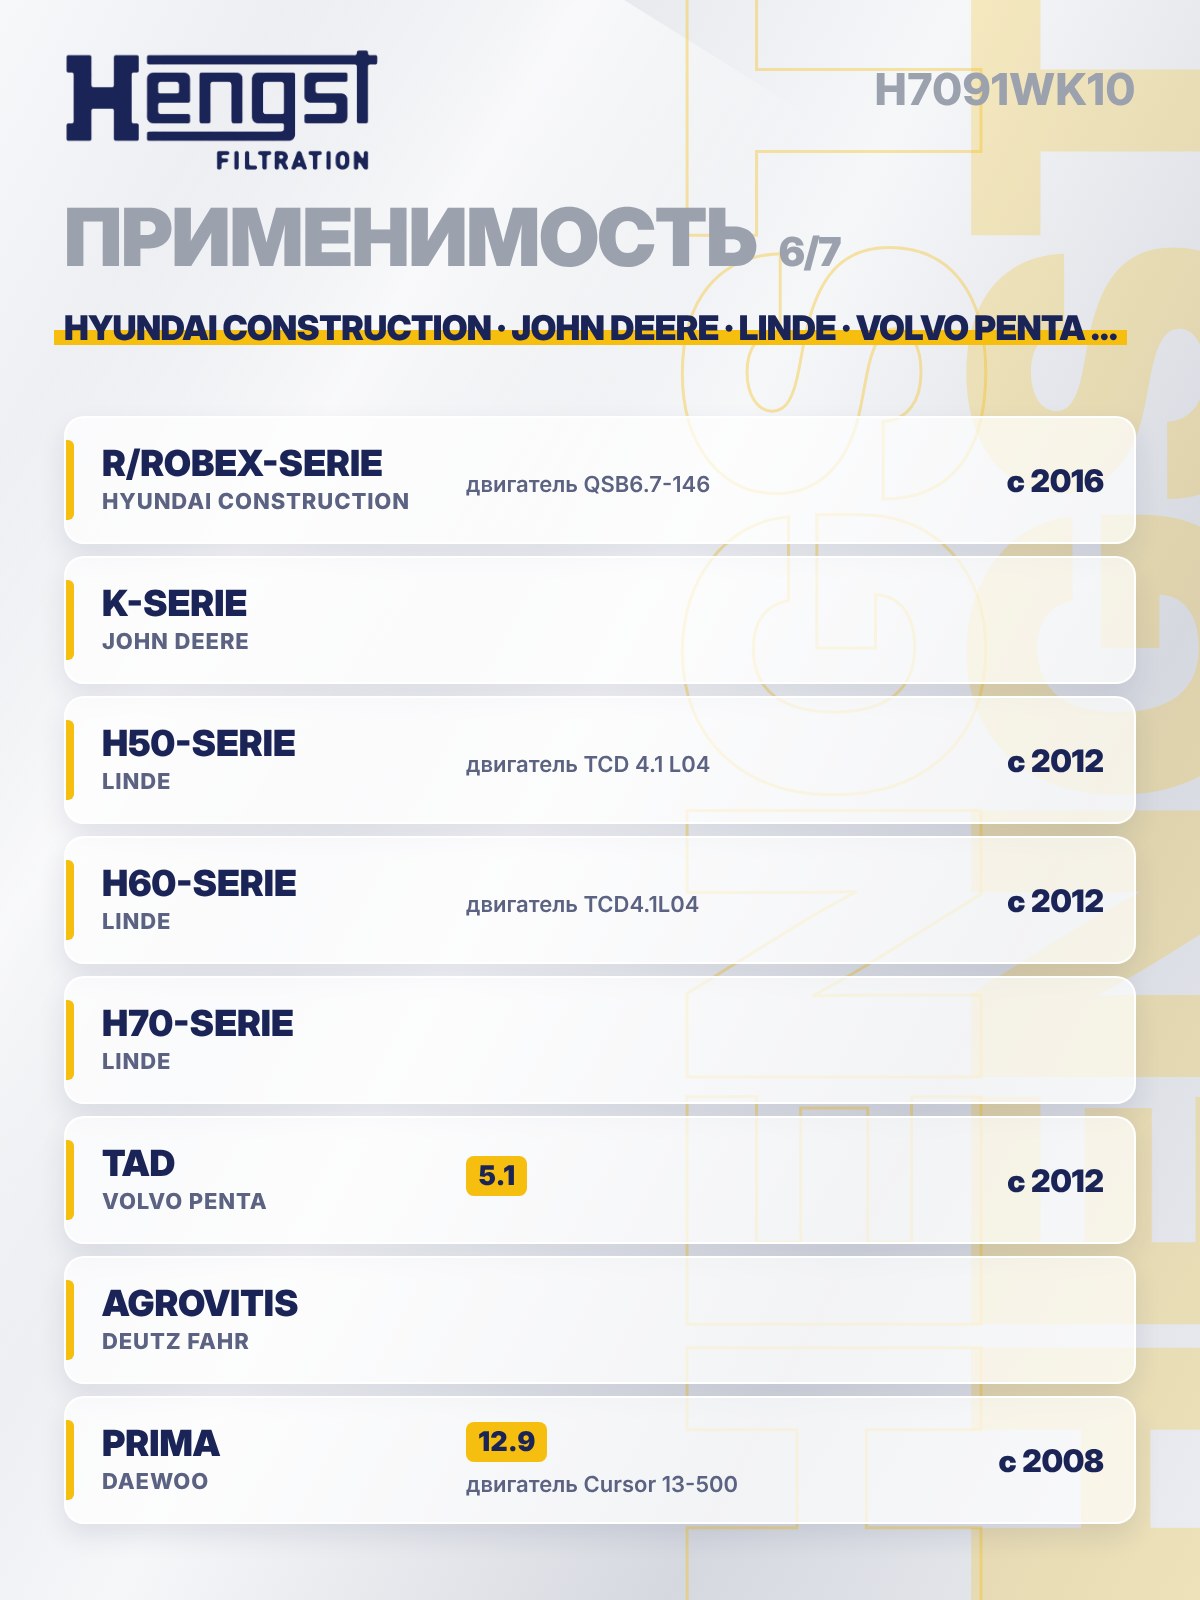 Hengst
FILTRATION
H7091WK10
ПРИМЕНИМОСТЬ 6/7
HYUNDAI CONSTRUCTION · JOHN DEERE · LINDE · VOLVO PENTA ...
R/ROBEX-SERIE
HYUNDAI CONSTRUCTION
двигатель QSB6.7-146
с 2016
K-SERIE
JOHN DEERE
H50-SERIE
LINDE
двигатель TCD 4.1 L04
с 2012
H60-SERIE
LINDE
двигатель TCD4.1L04
с 2012
H70-SERIE
LINDE
TAD
VOLVO PENTA
5.1
с 2012
AGROVITIS
DEUTZ FAHR
PRIMA
DAEWOO
12.9
двигатель Cursor 13-500
с 2008
HENGST
HENGST